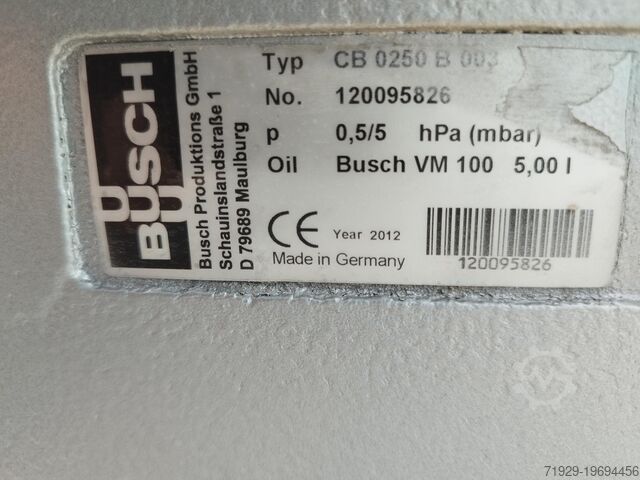 BUSCH
Busch Produktions GmbH
Schauinslandstraße 1
D 79689 Maulburg
Typ CB 0250 B 003
No. 120095826
p 0,5/5 hPa (mbar)
Oil Busch VM 100 5,00 l
CE Year 2012
Made in Germany
120095826
71929-19694456